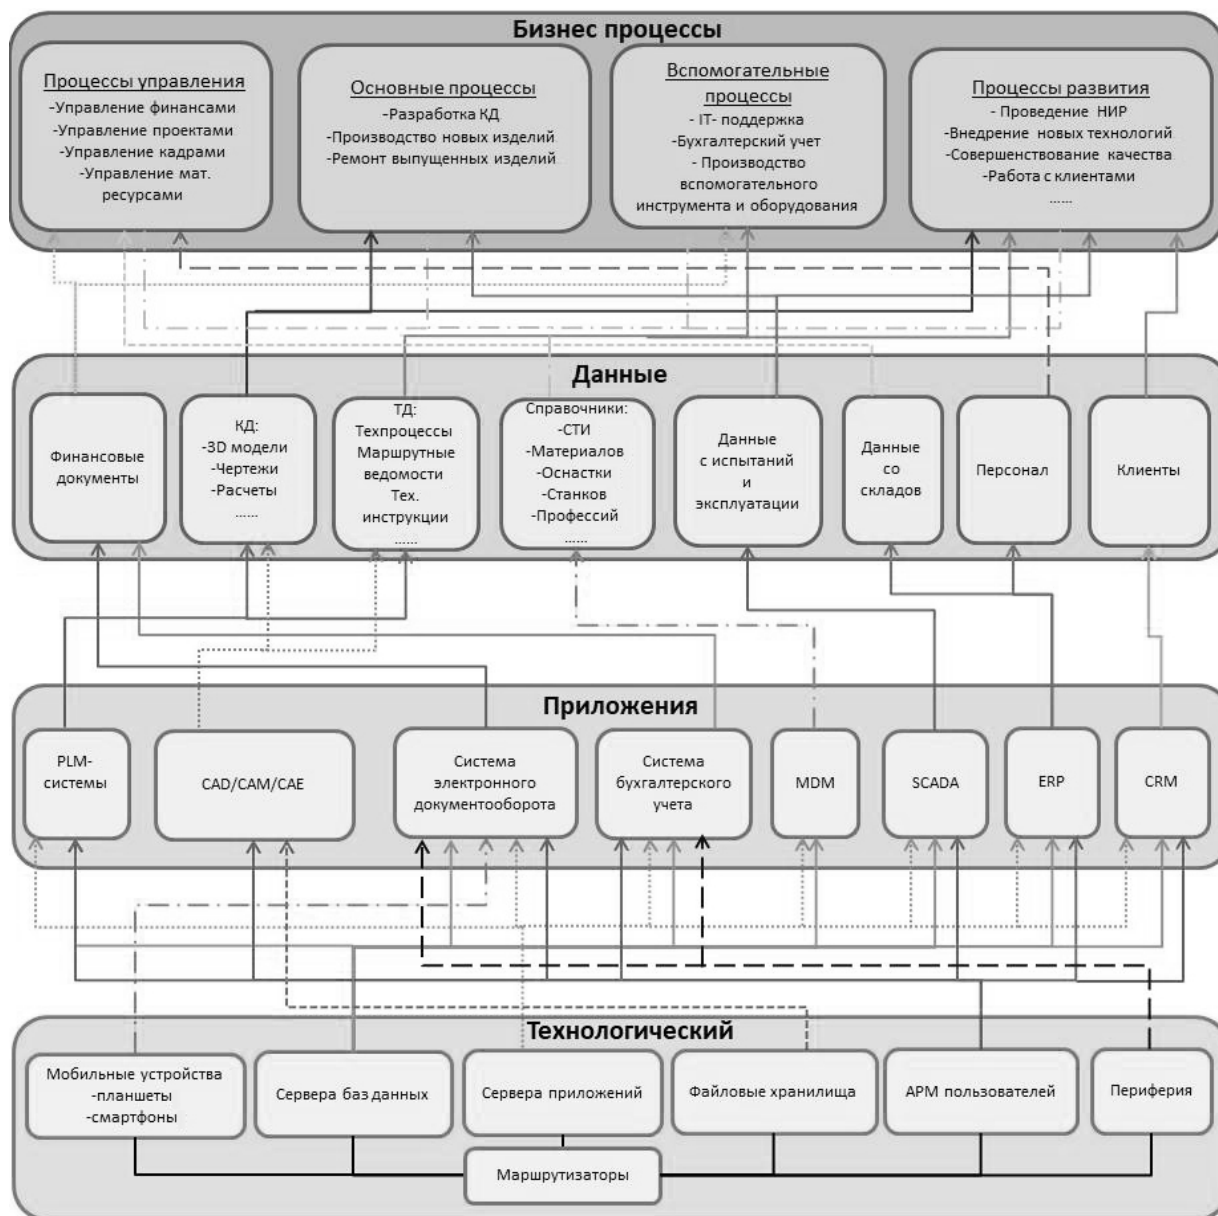 Бизнес процессы
Процессы управления
-Управление финансами
-Управление проектами
-Управление кадрами
-Управление мат.
ресурсами
Основные процессы
-Разработка КД
-Производство новых изделий
-Ремонт выпущенных изделий
Вспомогательные
процессы
- IT- поддержка
-Бухгалтерский учет
- Производство
вспомогательного
инструмента и оборудования
Процессы развития
- Проведение НИР
-Внедрение новых технологий
-Совершенствование качества
-Работа с клиентами
……
Данные
Финансовые
документы
КД:
-3D модели
-Чертежи
-Расчеты
……
ТД:
Техпроцессы
Маршрутные
ведомости
Тех.
инструкции
……
Справочники:
-СТИ
-Материалов
-Оснастки
-Станков
-Профессий
……
Данные
с испытаний
и
эксплуатации
Данные
со
складов
Персонал
Клиенты
Приложения
PLM-
системы
CAD/CAM/CAE
Система
электронного
документооборота
Система
бухгалтерского
учета
MDM
SCADA
ERP
CRM
Технологический
Мобильные устройства
-планшеты
-смартфоны
Сервера баз данных
Сервера приложений
Файловые хранилища
АРМ пользователей
Периферия
Маршрутизаторы